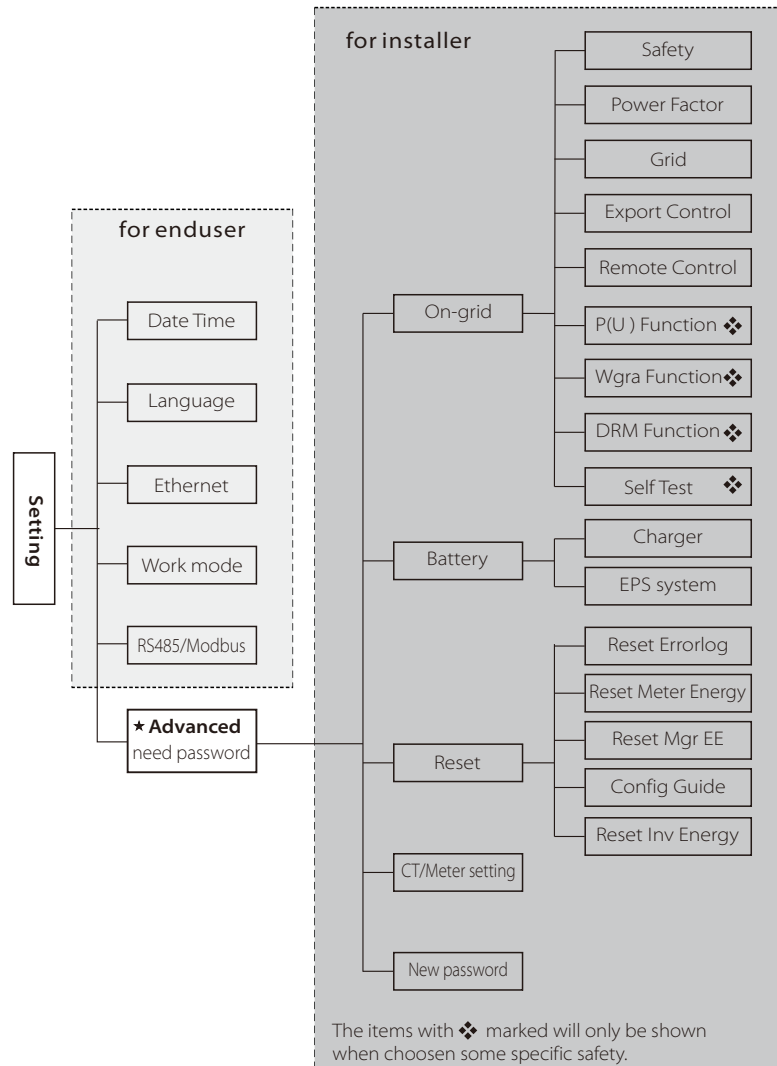 for installer
Safety
Power Factor
Grid
Export Control
Remote Control
P(U ) Function ❖
Wgra Function❖
DRM Function ❖
Self Test ❖
On-grid
for enduser
Date Time
Language
Ethernet
Work mode
RS485/Modbus
Setting
★Advanced
need password
Battery
Charger
EPS system
Reset
Reset Errorlog
Reset Meter Energy
Reset Mgr EE
Config Guide
Reset Inv Energy
CT/Meter setting
New password
The items with ❖ marked will only be shown
when choosen some specific safety.